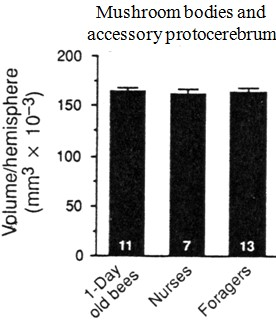 Mushroom bodies and
accessory protocerebrum
Volume/hemisphere
(mm³ × 10⁻³)
200
150
100
50
0
11
7
13
1-Day
old bees
Nurses
Foragers